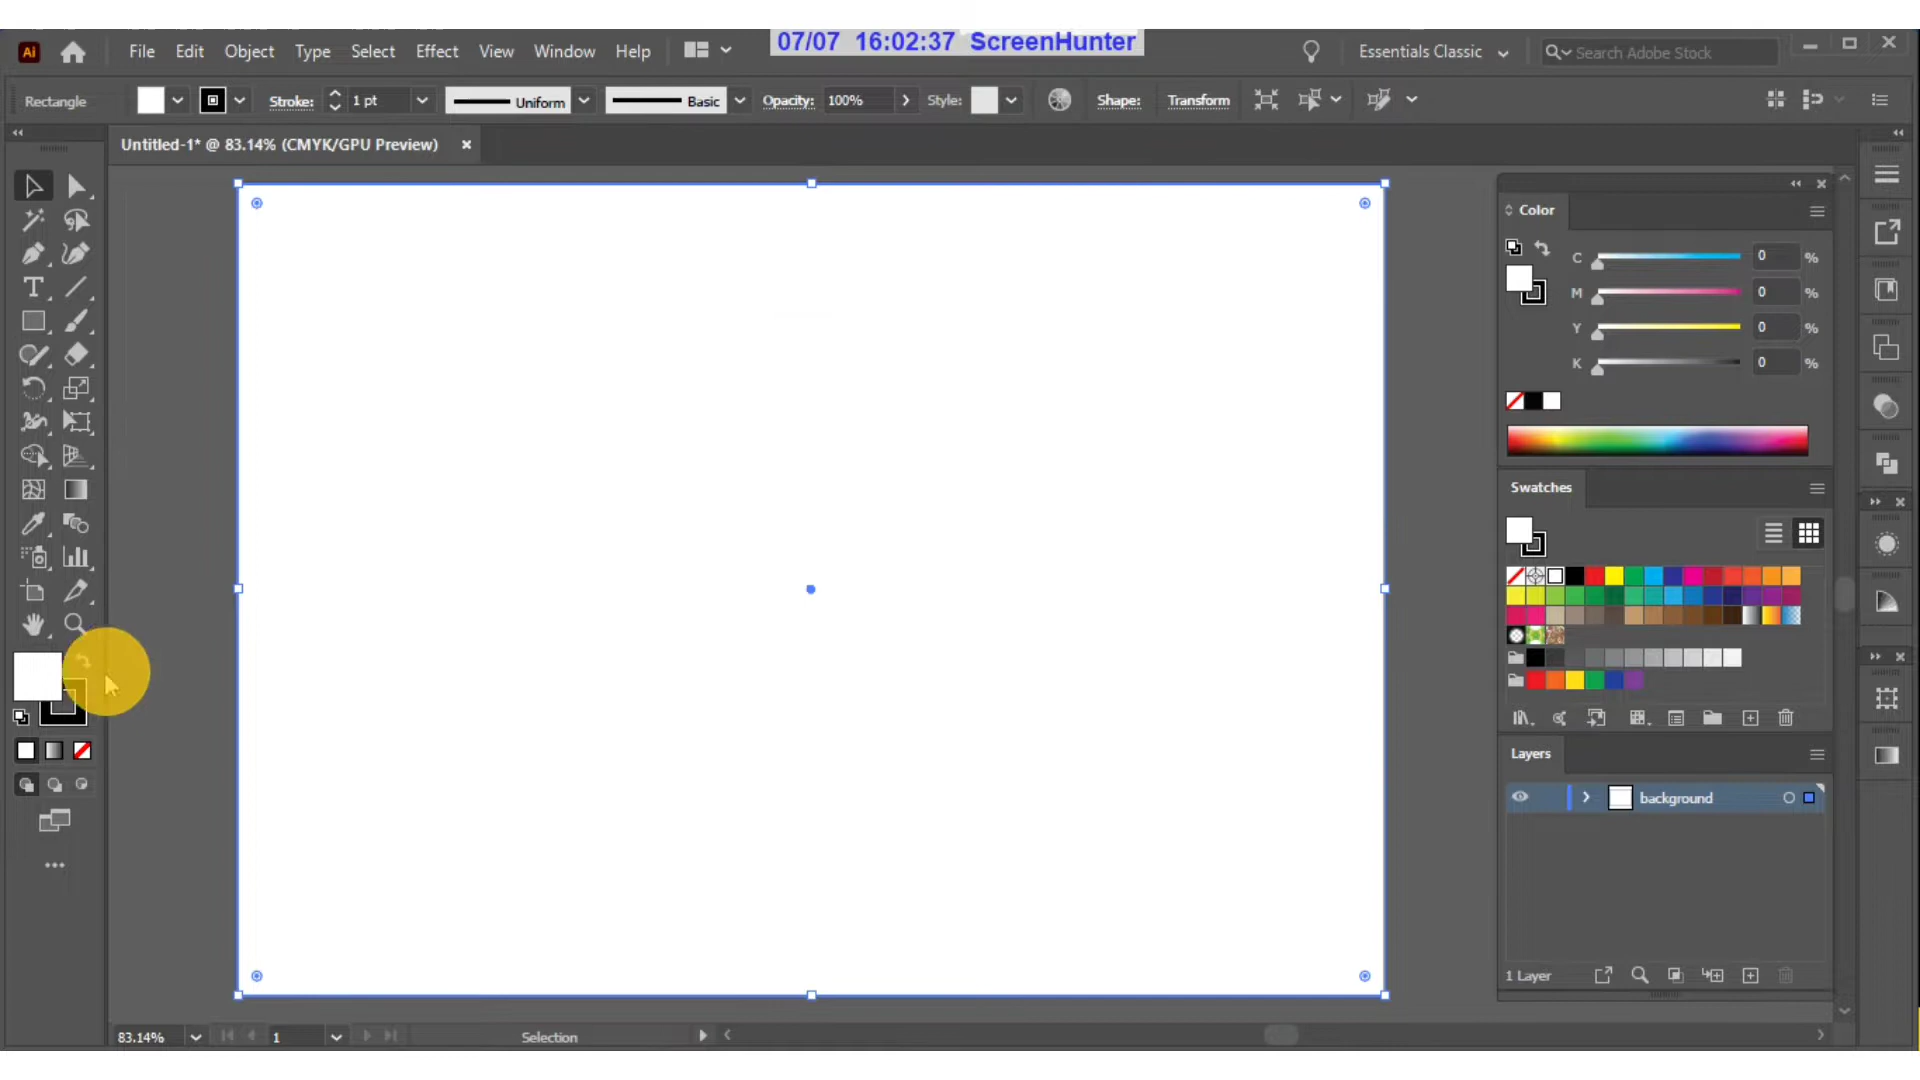 07/07 16:02:37 ScreenHunter
Ai File Edit Object Type Select Effect View Window Help
Essentials Classic
Search Adobe Stock
Rectangle
Stroke: 1 pt
Uniform
Basic
Opacity: 100%
Style:
Shape:
Transform
Untitled-1* @ 83.14% (CMYK/GPU Preview)
Color
C 0 %
M 0 %
Y 0 %
K 0 %
Swatches
Layers
background
1 Layer
83.14%
1
Selection